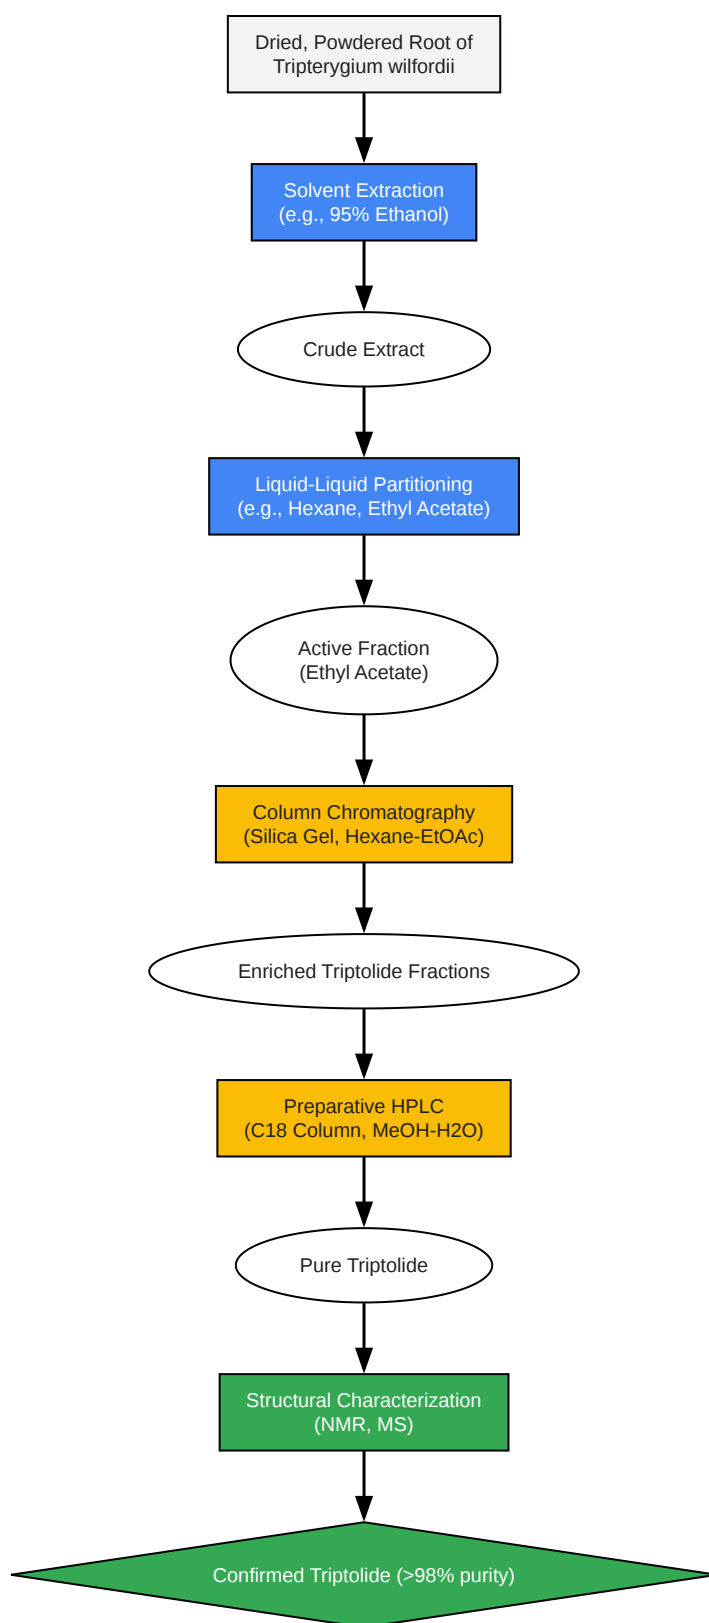 Dried, Powdered Root of
Tripterygium wilfordii
Solvent Extraction
(e.g., 95% Ethanol)
Crude Extract
Liquid-Liquid Partitioning
(e.g., Hexane, Ethyl Acetate)
Active Fraction
(Ethyl Acetate)
Column Chromatography
(Silica Gel, Hexane-EtOAc)
Enriched Triptolide Fractions
Preparative HPLC
(C18 Column, MeOH-H2O)
Pure Triptolide
Structural Characterization
(NMR, MS)
Confirmed Triptolide (>98% purity)